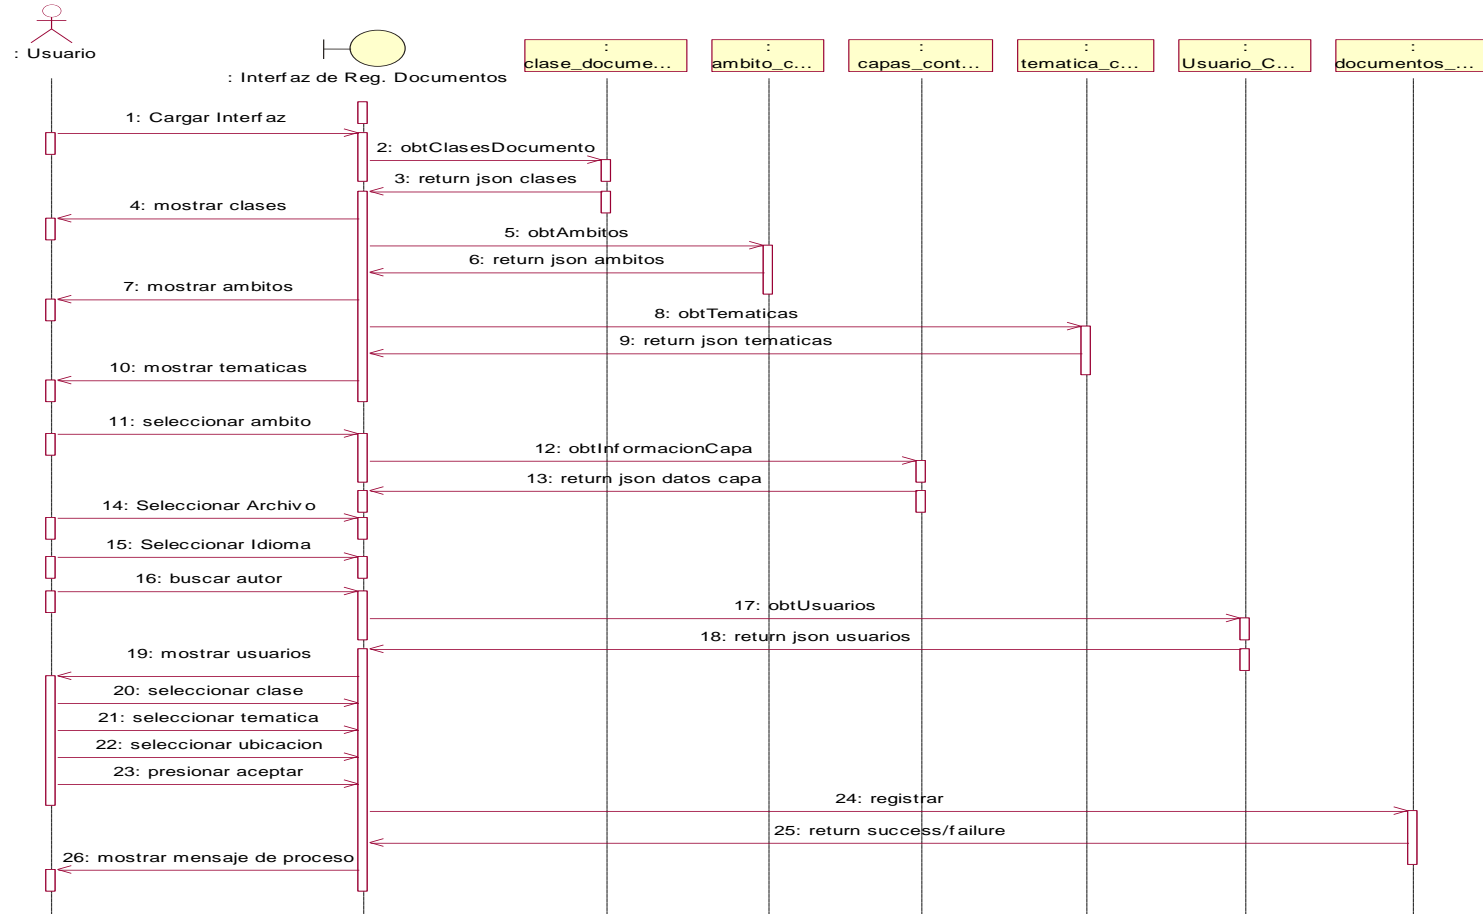 : Usuario
: Interfaz de Reg. Documentos
:
clase_docume...
:
ambito_c...
:
capas_cont...
:
tematica_c...
:
Usuario_C...
:
documentos_...
1: Cargar Interfaz
2: obtClasesDocumento
3: return json clases
4: mostrar clases
5: obtAmbitos
6: return json ambitos
7: mostrar ambitos
8: obtTematicas
9: return json tematicas
10: mostrar tematicas
11: seleccionar ambito
12: obtInformacionCapa
13: return json datos capa
14: Seleccionar Archivo
15: Seleccionar Idioma
16: buscar autor
17: obtUsuarios
18: return json usuarios
19: mostrar usuarios
20: seleccionar clase
21: seleccionar tematica
22: seleccionar ubicacion
23: presionar aceptar
24: registrar
25: return success/failure
26: mostrar mensaje de proceso